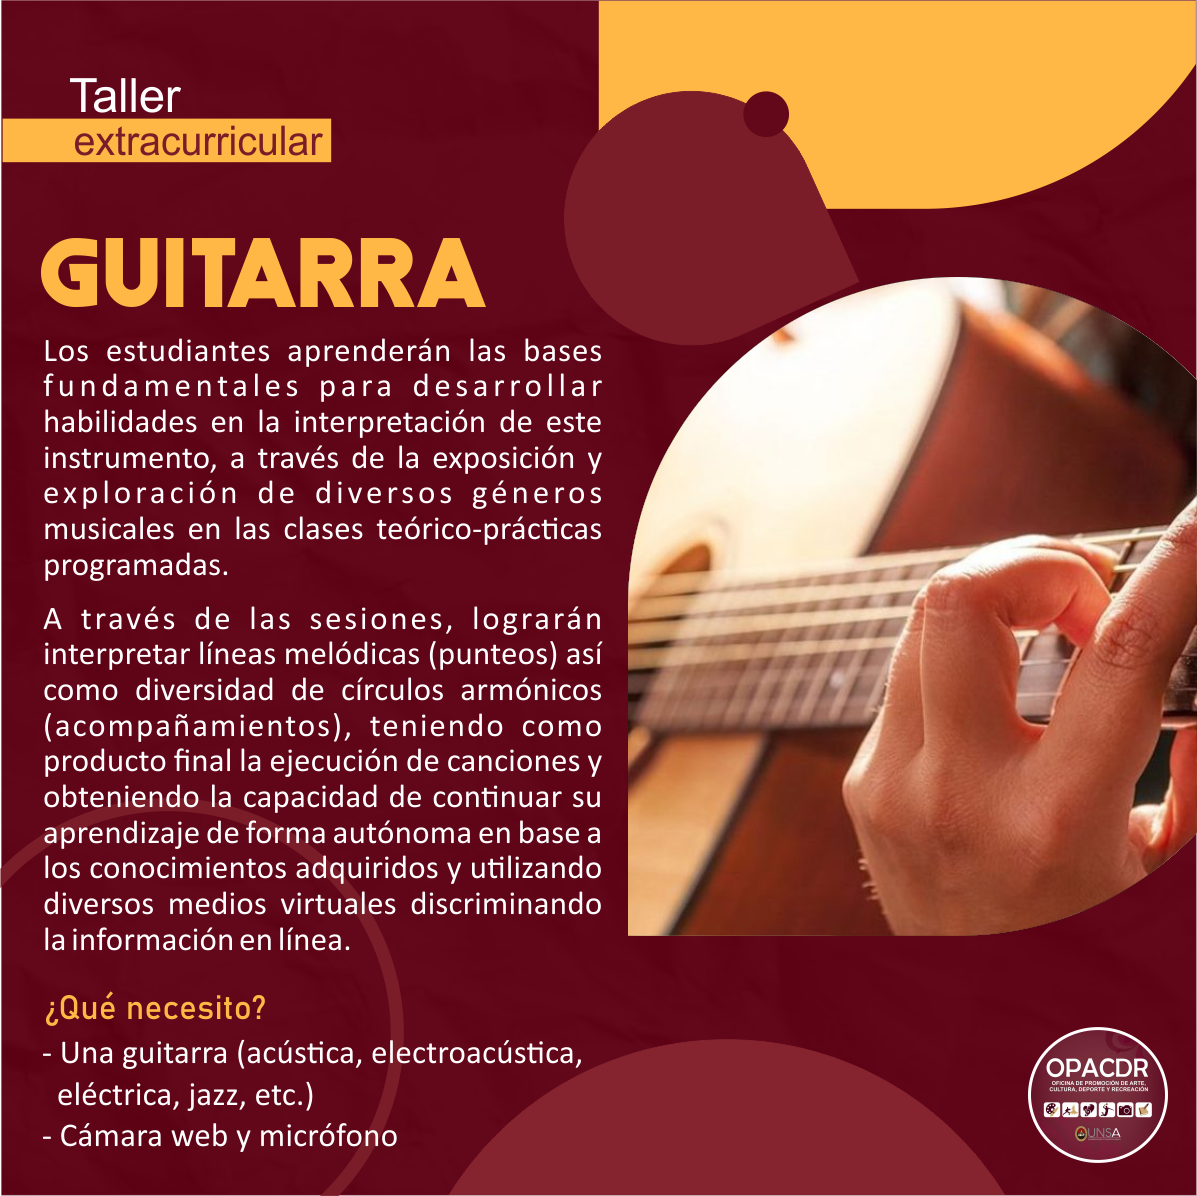 Taller
extracurricular
GUITARRA
Los estudiantes aprenderán las bases
fundamentales para desarrollar
habilidades en la interpretación de este
instrumento, a través de la exposición y
exploración de diversos géneros
musicales en las clases teórico-prácticas
programadas.
A través de las sesiones, lograrán
interpretar líneas melódicas (punteos) así
como diversidad de círculos armónicos
(acompañamientos), teniendo como
producto final la ejecución de canciones y
obteniendo la capacidad de continuar su
aprendizaje de forma autónoma en base a
los conocimientos adquiridos y utilizando
diversos medios virtuales discriminando
la información en línea.
¿Qué necesito?
- Una guitarra (acústica, electroacústica,
eléctrica, jazz, etc.)
- Cámara web y micrófono
OPACDR
OFICINA DE PROMOCIÓN DE ARTE,
CULTURA, DEPORTE Y RECREACIÓN
UNSA